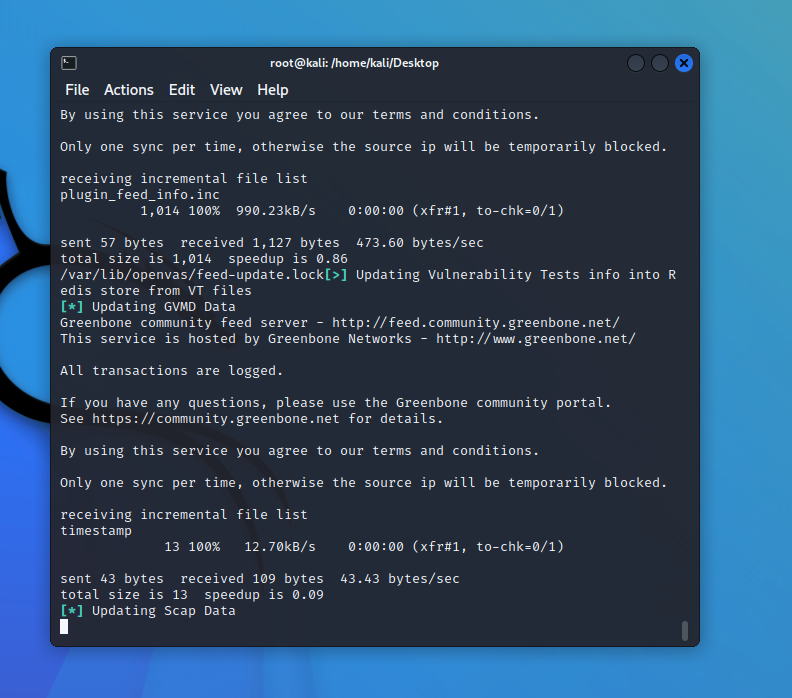 root@kali: /home/kali/Desktop
File Actions Edit View Help
By using this service you agree to our terms and conditions.
Only one sync per time, otherwise the source ip will be temporarily blocked.
receiving incremental file list
plugin_feed_info.inc
1,014 100% 990.23kB/s 0:00:00 (xfr#1, to-chk=0/1)
sent 57 bytes received 1,127 bytes 473.60 bytes/sec
total size is 1,014 speedup is 0.86
/var/lib/openvas/feed-update.lock[>] Updating Vulnerability Tests info into R
edis store from VT files
[*] Updating GVMD Data
Greenbone community feed server - http://feed.community.greenbone.net/
This service is hosted by Greenbone Networks - http://www.greenbone.net/
All transactions are logged.
If you have any questions, please use the Greenbone community portal.
See https://community.greenbone.net for details.
By using this service you agree to our terms and conditions.
Only one sync per time, otherwise the source ip will be temporarily blocked.
receiving incremental file list
timestamp
13 100% 12.70kB/s 0:00:00 (xfr#1, to-chk=0/1)
sent 43 bytes received 109 bytes 43.43 bytes/sec
total size is 13 speedup is 0.09
[*] Updating Scap Data